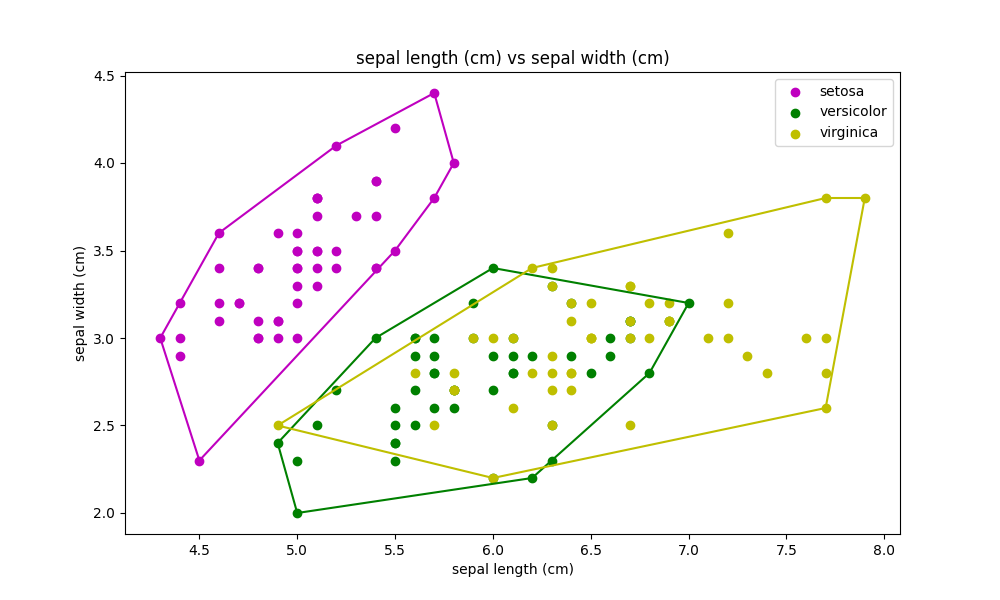 sepal length (cm) vs sepal width (cm)
setosa
versicolor
virginica
4.5
4.0
3.5
3.0
2.5
2.0
sepal width (cm)
4.5
5.0
5.5
6.0
6.5
7.0
7.5
8.0
sepal length (cm)